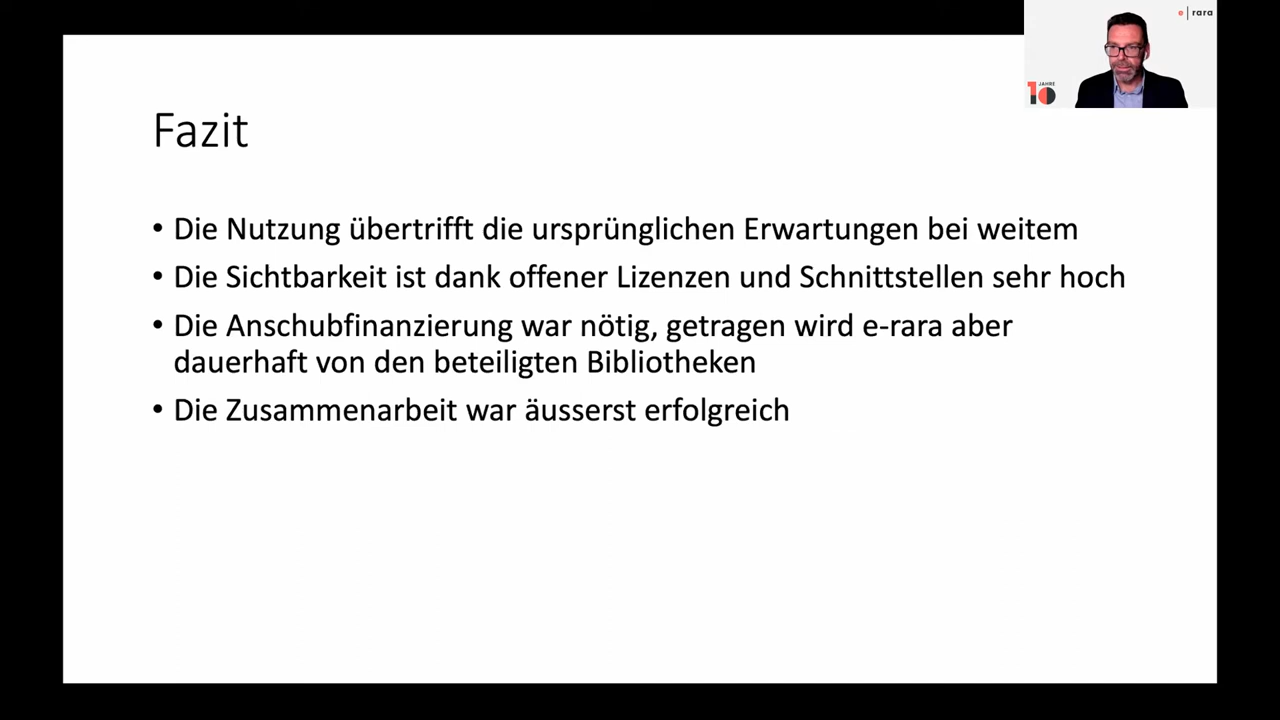 e | rara
10 JAHRE
Fazit
• Die Nutzung übertrifft die ursprünglichen Erwartungen bei weitem
• Die Sichtbarkeit ist dank offener Lizenzen und Schnittstellen sehr hoch
• Die Anschubfinanzierung war nötig, getragen wird e-rara aber
dauerhaft von den beteiligten Bibliotheken
• Die Zusammenarbeit war äusserst erfolgreich